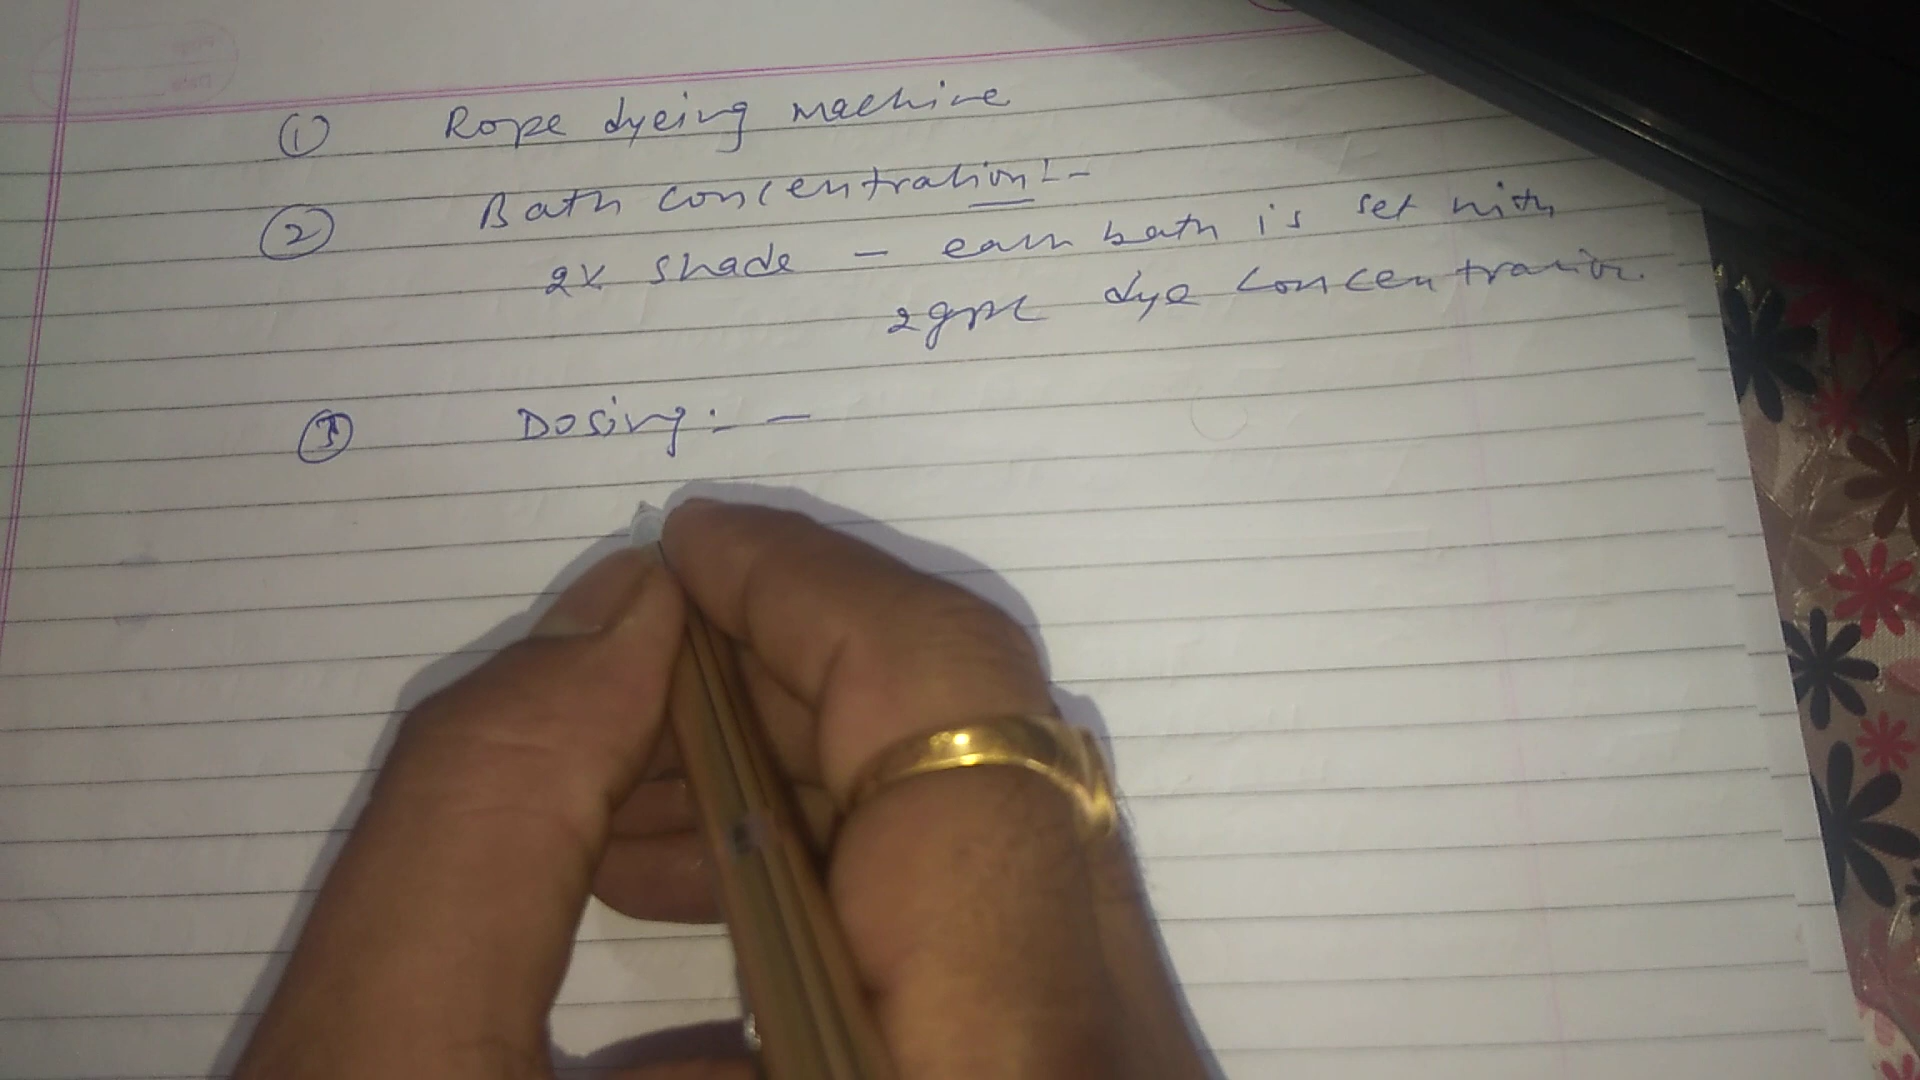 ① Rope dyeing machine
② Bath concentration:-
2% shade - each bath is set with
2gpl dye concentration.
③ Dosing: -